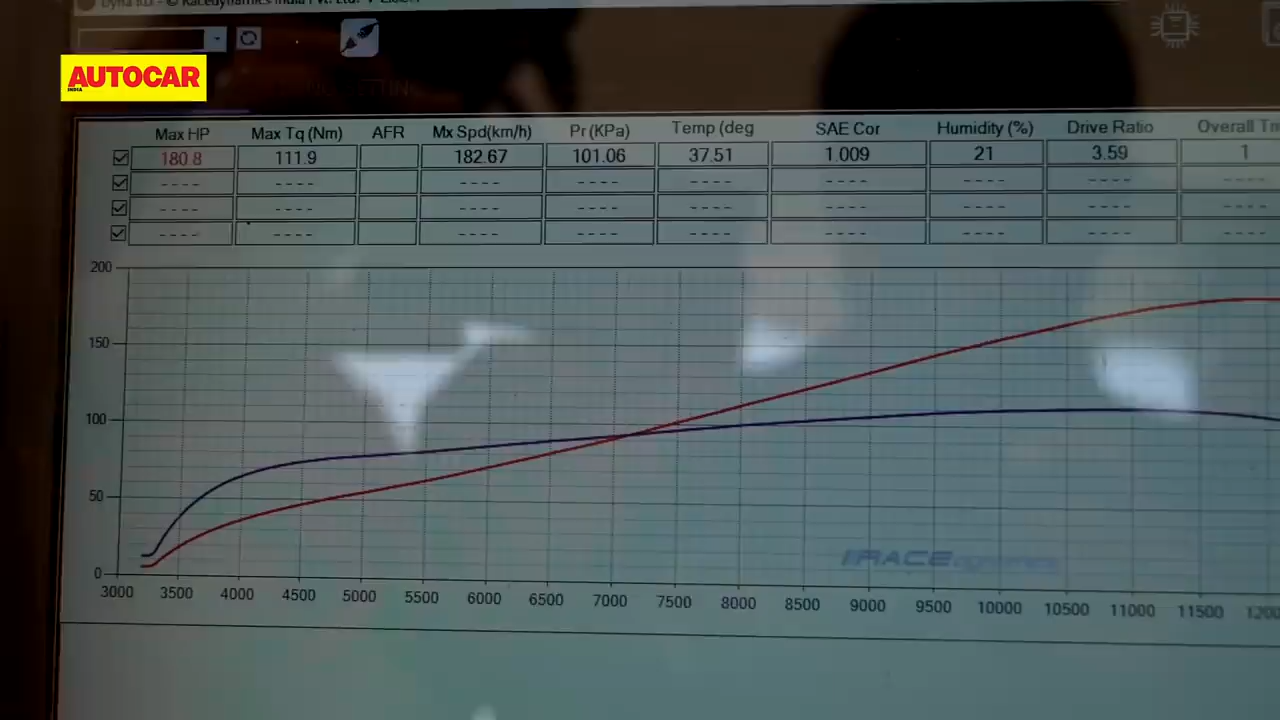 AUTOCAR
INDIA
Max HP Max Tq (Nm) AFR Mx Spd(km/h) Pr (KPa) Temp (deg SAE Cor Humidity (%) Drive Ratio Overall
180.8 111.9 182.67 101.06 37.51 1.009 21 3.59 1
---- ---- ---- ---- ---- ---- ---- ---- ----
---- ---- ---- ---- ---- ---- ---- ---- ----
---- ---- ---- ---- ---- ---- ---- ---- ----
200
150
100
50
0
RACEdynamics
3000 3500 4000 4500 5000 5500 6000 6500 7000 7500 8000 8500 9000 9500 10000 10500 11000 11500 1200